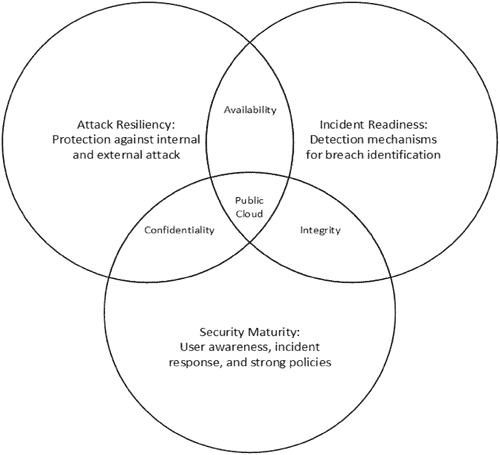 Availability
Attack Resiliency:
Protection against internal
and external attack
Incident Readiness:
Detection mechanisms
for breach identification
Public
Cloud
Confidentiality
Integrity
Security Maturity:
User awareness, incident
response, and strong policies